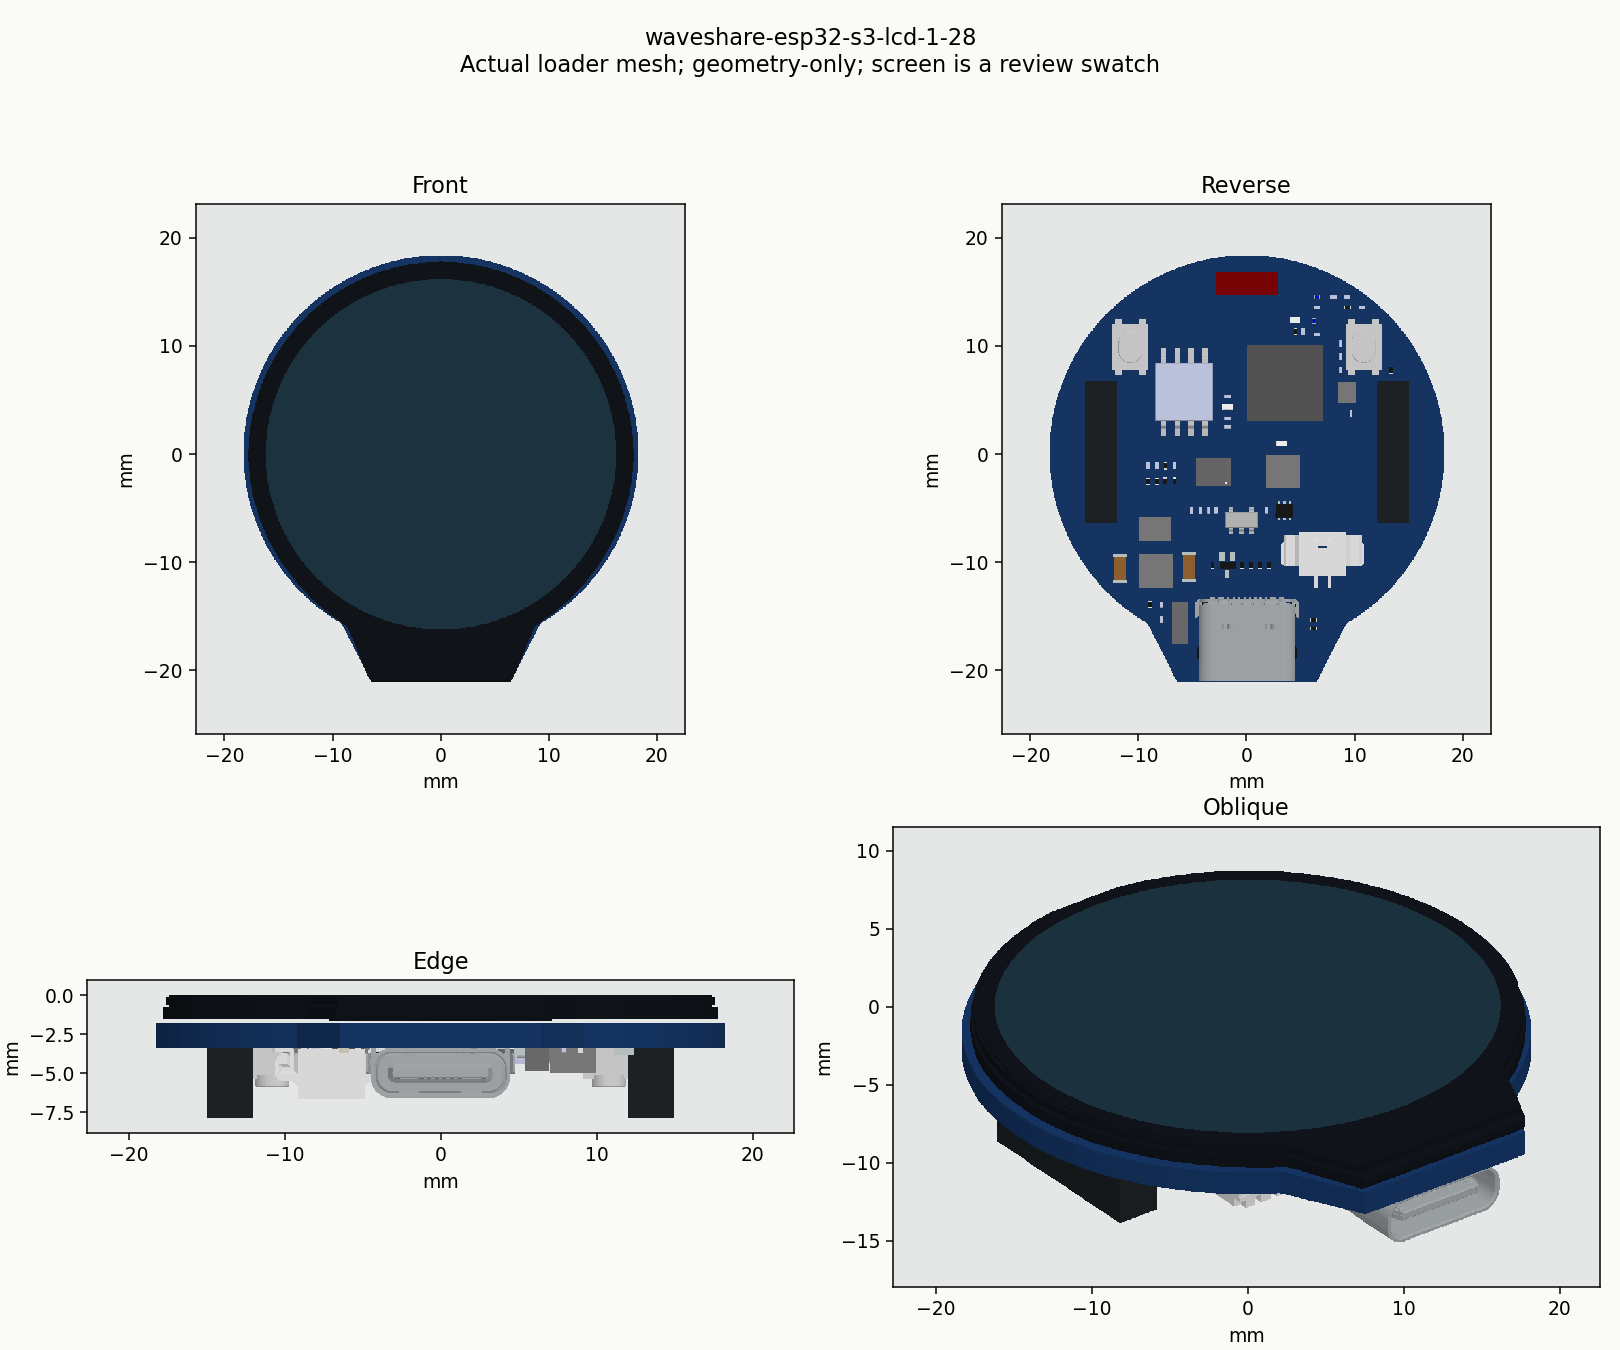 waveshare-esp32-s3-lcd-1-28
Actual loader mesh; geometry-only; screen is a review swatch
Front
20
10
0
−10
−20
mm
−20
−10
0
10
20
mm
Reverse
20
10
0
−10
−20
mm
−20
−10
0
10
20
mm
Edge
0.0
−2.5
−5.0
−7.5
mm
−20
−10
0
10
20
mm
Oblique
10
5
0
−5
−10
−15
mm
−20
−10
0
10
20
mm